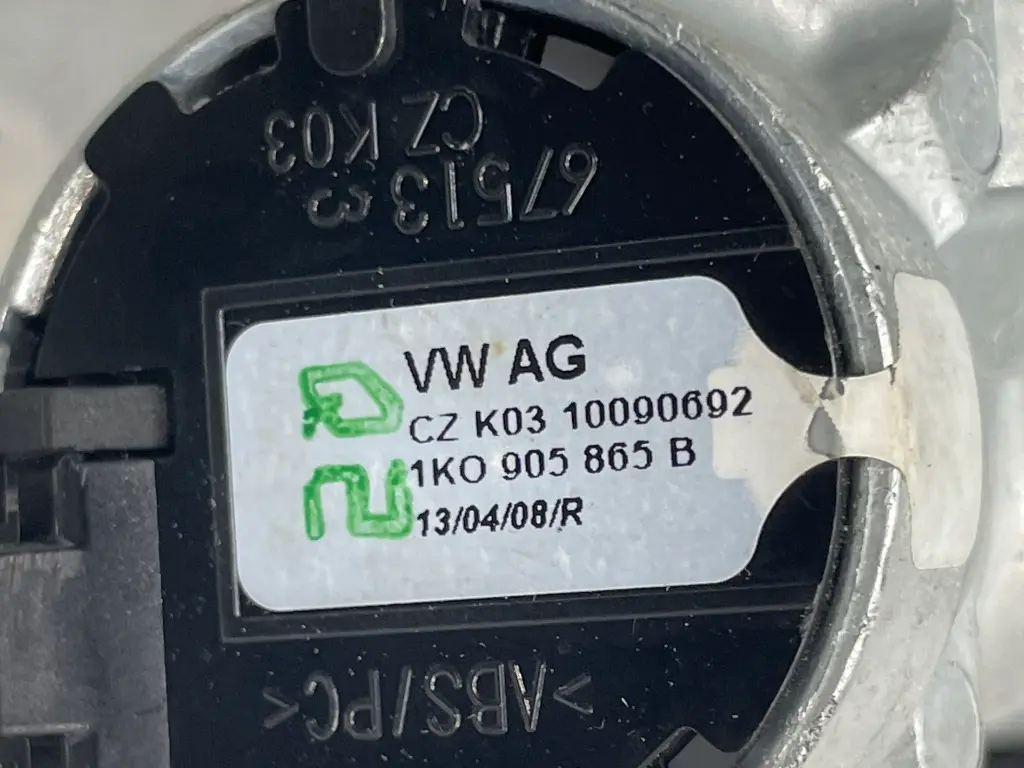 CZ K03
67513
VW AG
CZ K03 10090692
1KO 905 865 B
13/04/08/R
>ABS/PC<